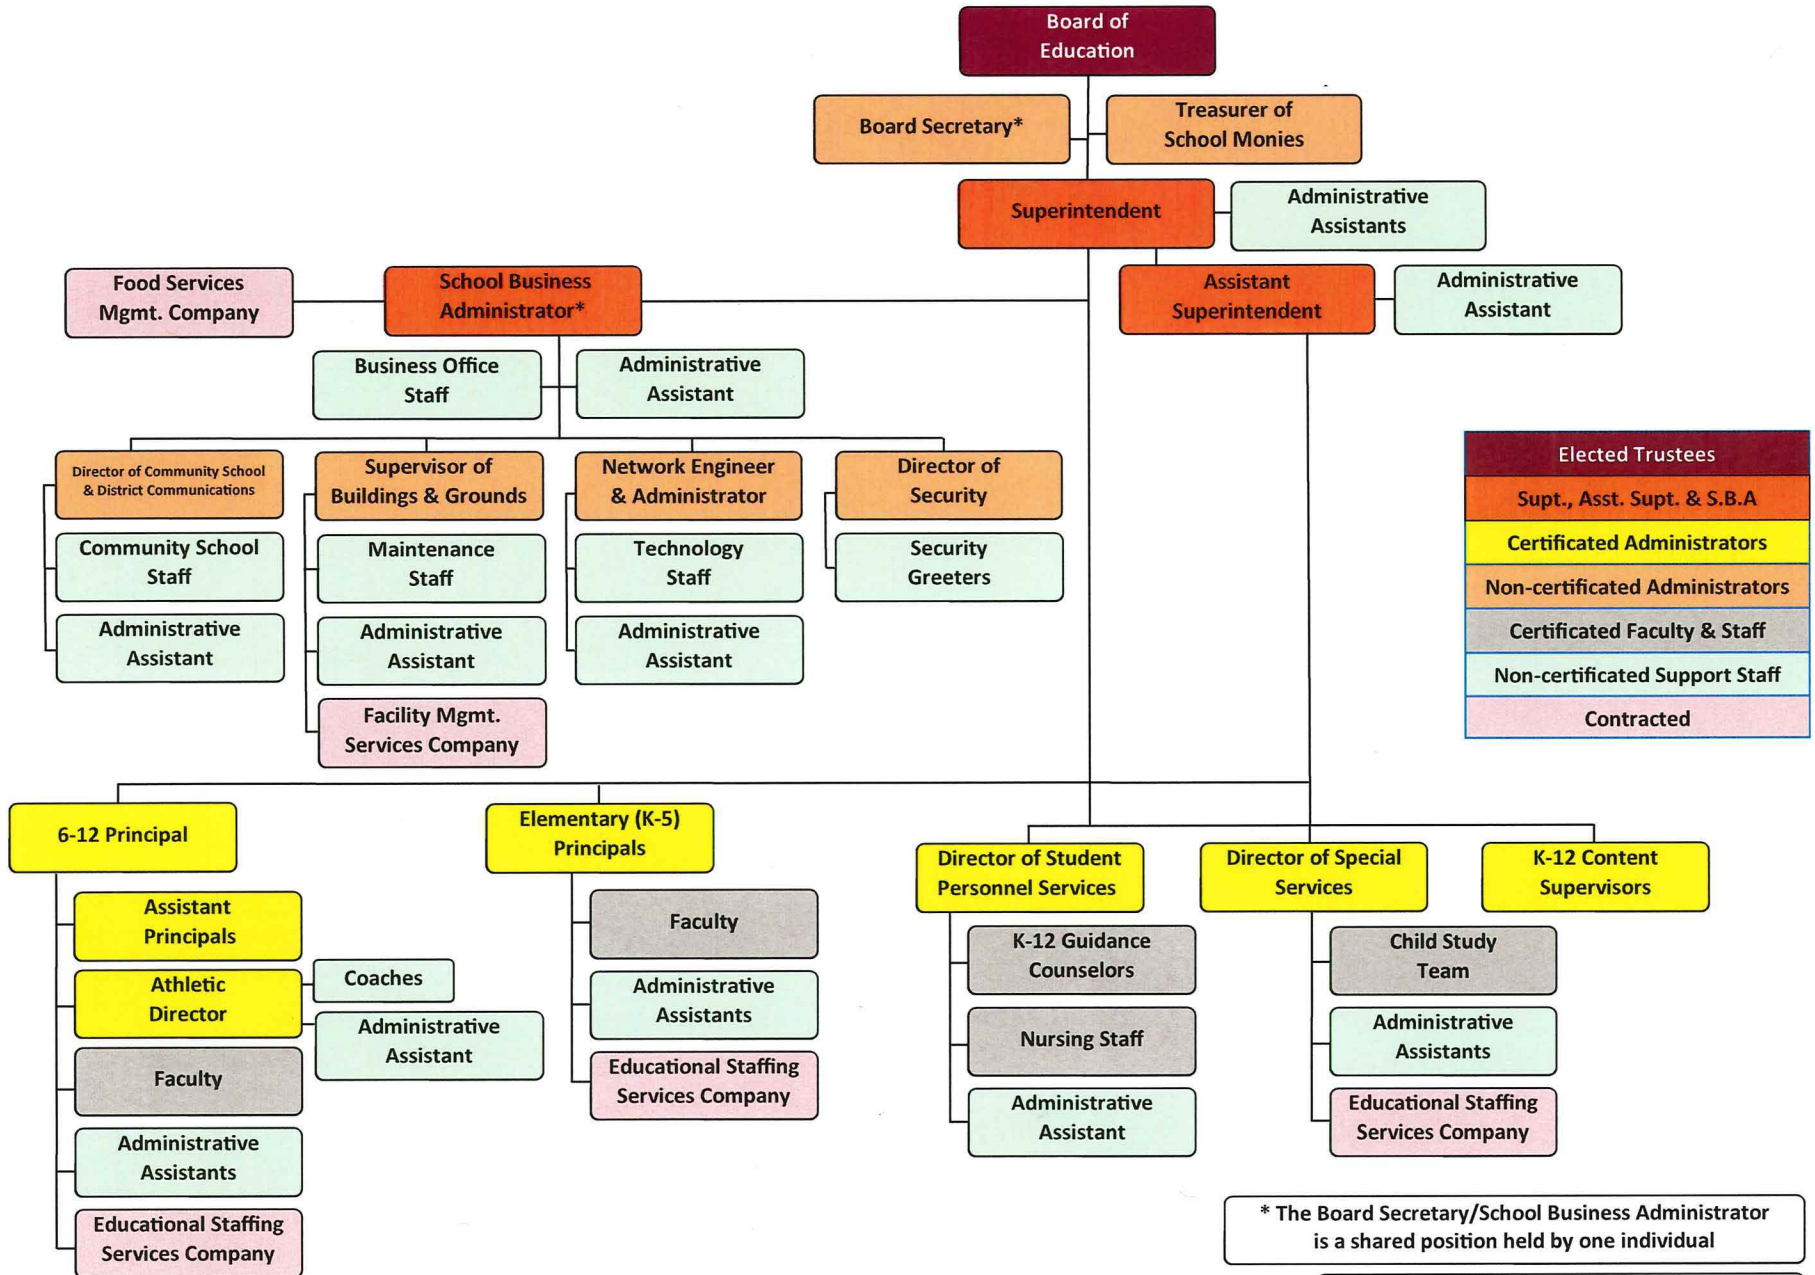 Board of
Education
Board Secretary*
Treasurer of
School Monies
Superintendent
Administrative
Assistants
Food Services
Mgmt. Company
School Business
Administrator*
Assistant
Superintendent
Administrative
Assistant
Business Office
Staff
Administrative
Assistant
Director of Community School
& District Communications
Supervisor of
Buildings & Grounds
Network Engineer
& Administrator
Director of
Security
Community School
Staff
Maintenance
Staff
Technology
Staff
Security
Greeters
Administrative
Assistant
Administrative
Assistant
Administrative
Assistant
Facility Mgmt.
Services Company
Elected Trustees
Supt., Asst. Supt. & S.B.A
Certificated Administrators
Non-certificated Administrators
Certificated Faculty & Staff
Non-certificated Support Staff
Contracted
6-12 Principal
Elementary (K-5)
Principals
Director of Student
Personnel Services
Director of Special
Services
K-12 Content
Supervisors
Assistant
Principals
Athletic
Director
Coaches
Administrative
Assistant
Faculty
Administrative
Assistants
Educational Staffing
Services Company
Faculty
Administrative
Assistants
Educational Staffing
Services Company
K-12 Guidance
Counselors
Nursing Staff
Administrative
Assistant
Child Study
Team
Administrative
Assistants
Educational Staffing
Services Company
* The Board Secretary/School Business Administrator
is a shared position held by one individual